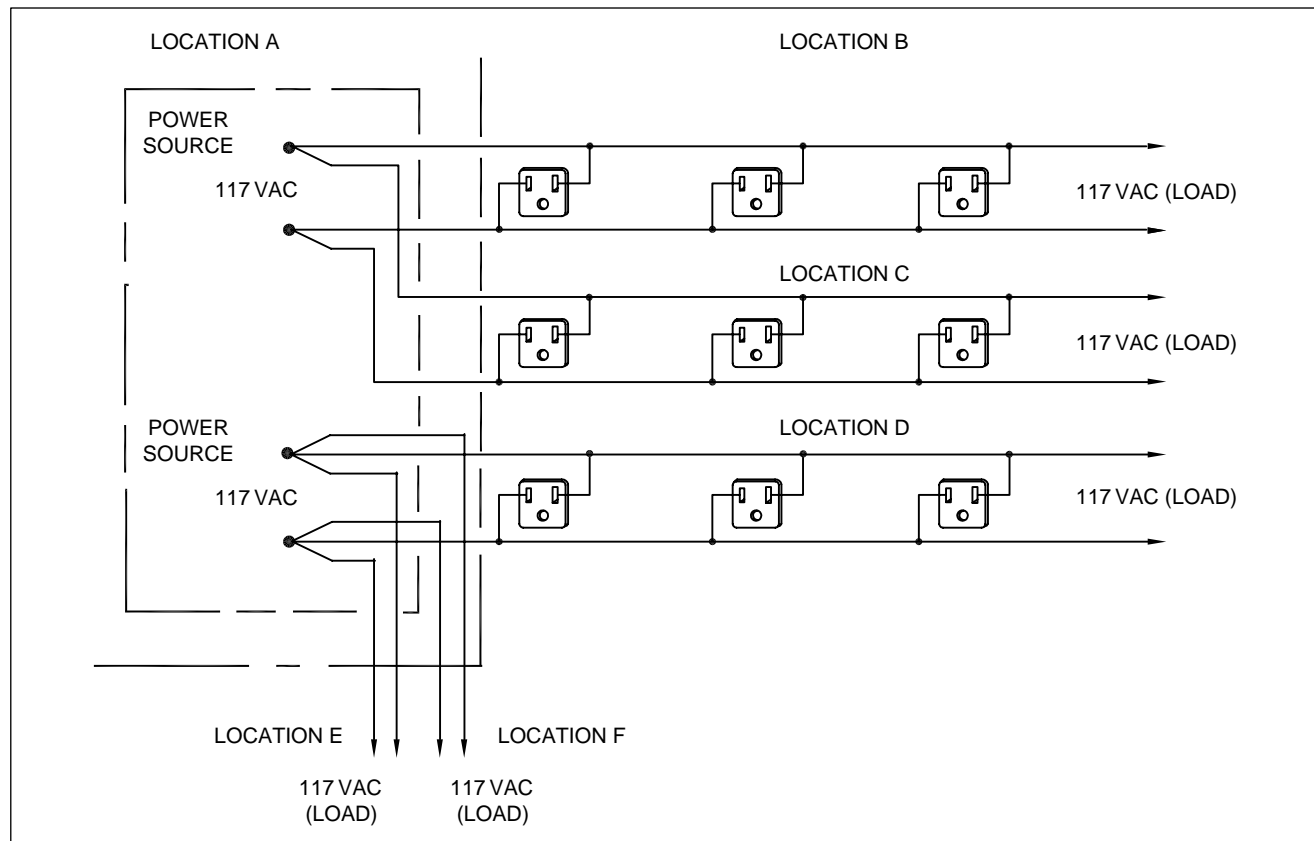 LOCATION A
LOCATION B
POWER
SOURCE
117 VAC
117 VAC (LOAD)
LOCATION C
117 VAC (LOAD)
POWER
SOURCE
LOCATION D
117 VAC
117 VAC (LOAD)
LOCATION E
LOCATION F
117 VAC
(LOAD)
117 VAC
(LOAD)